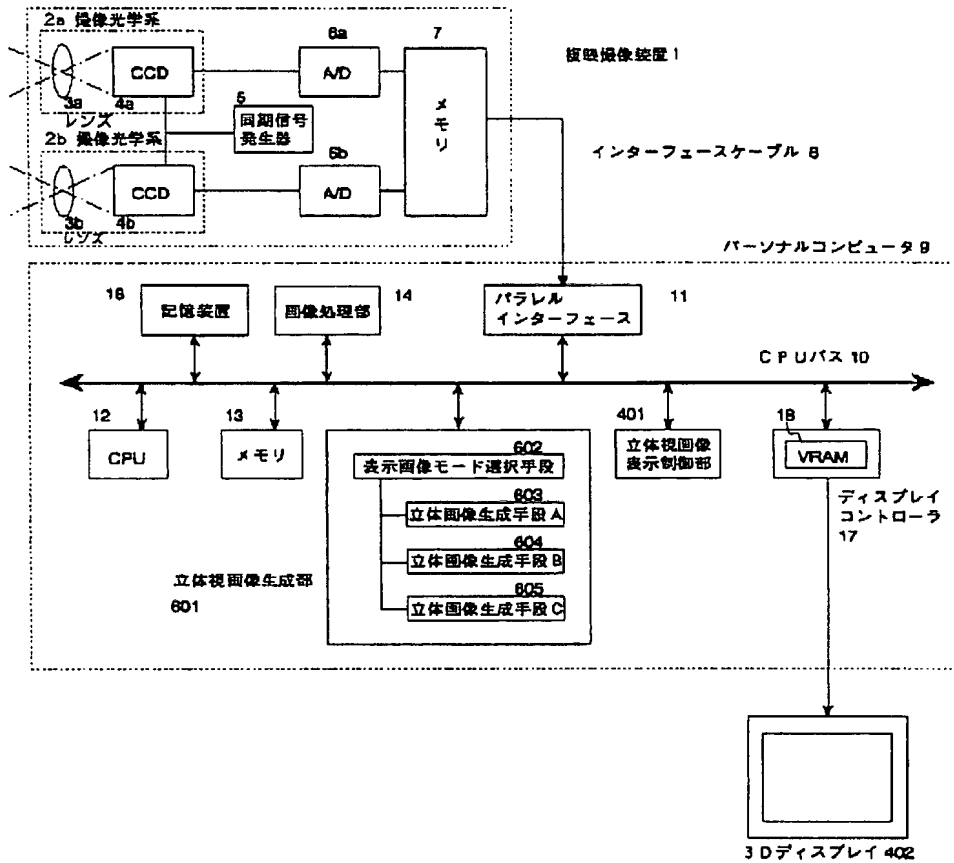 2a 撮像光学系
CCD
3a
4a
レンズ
6a
A/D
7
メモリ
複眼撮像装置 1
5
同期信号
発生器
2b 撮像光学系
CCD
3b
4b
レンズ
6b
A/D
インターフェースケーブル 8
パーソナルコンピュータ 9
16
記憶装置
14
画像処理部
パラレル
インターフェース
11
CPUバス 10
12
CPU
13
メモリ
602
表示画像モード選択手段
603
立体画像生成手段 A
604
立体画像生成手段 B
605
立体画像生成手段 C
立体視画像生成部
601
401
立体視画像
表示制御部
18
VRAM
ディスプレイ
コントローラ
17
3Dディスプレイ 402